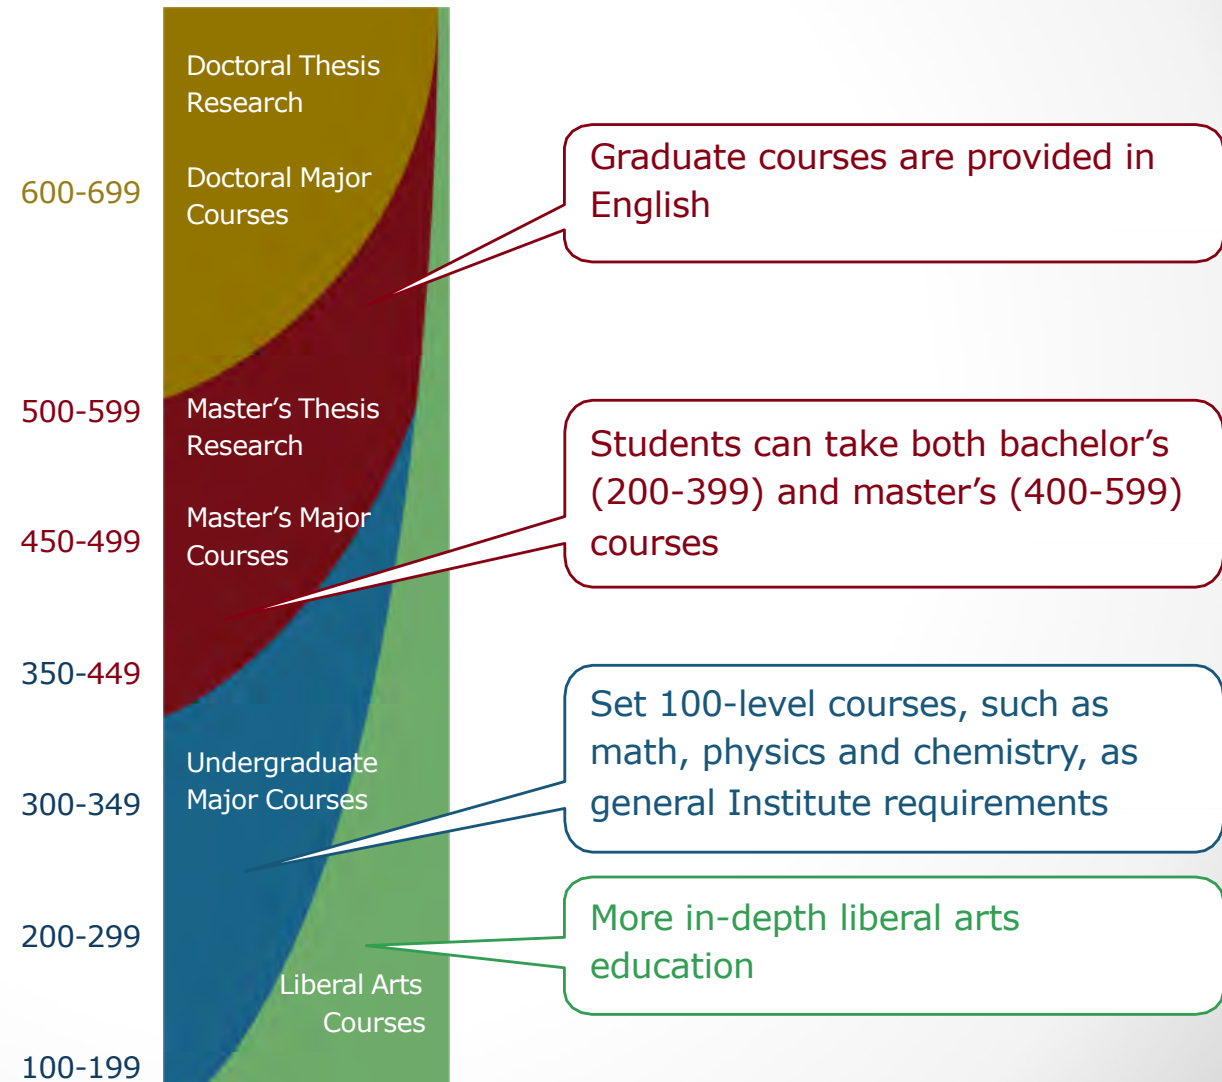 Doctoral Thesis
Research
Doctoral Major
Courses
600-699
Graduate courses are provided in
English
500-599
Master’s Thesis
Research
Master’s Major
Courses
450-499
Students can take both bachelor’s
(200-399) and master’s (400-599)
courses
350-449
Undergraduate
Major Courses
300-349
Set 100-level courses, such as
math, physics and chemistry, as
general Institute requirements
200-299
More in-depth liberal arts
education
Liberal Arts
Courses
100-199